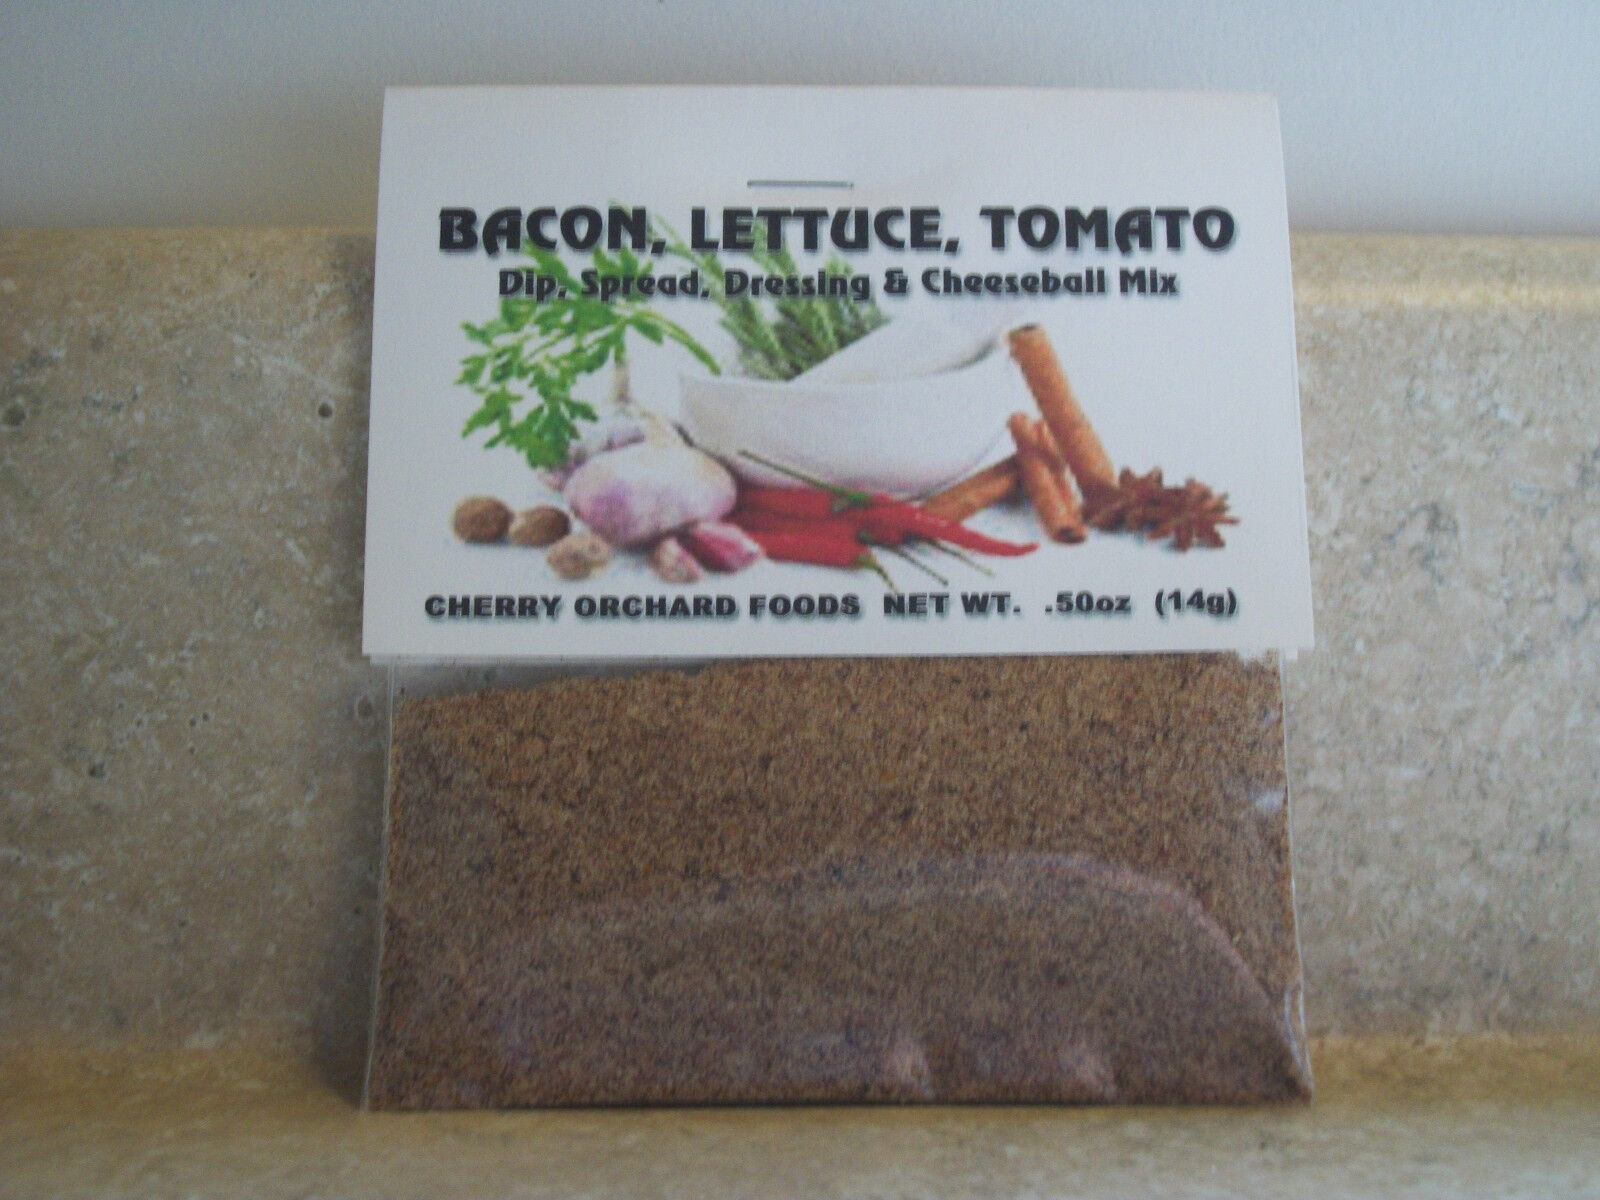 BACON, LETTUCE, TOMATO
Dip, Spread, Dressing & Cheeseball Mix
CHERRY ORCHARD FOODS NET WT. .50oz (14g)